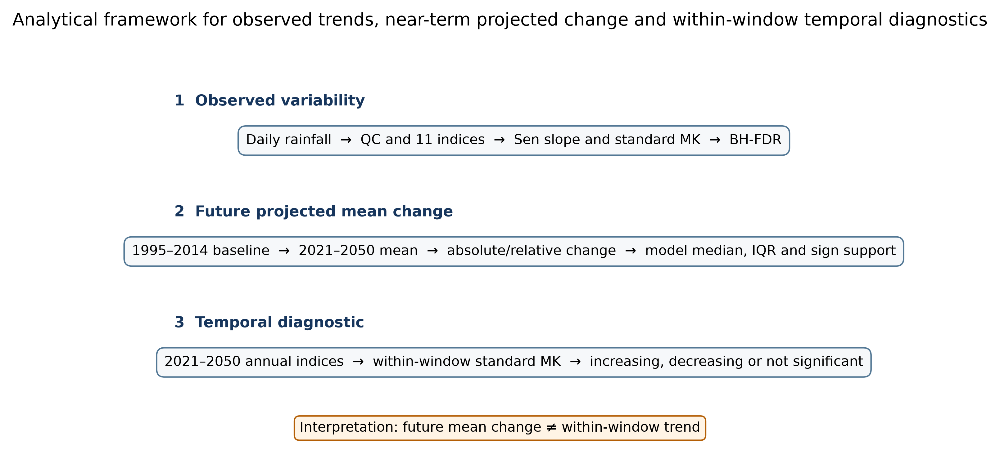 Analytical framework for observed trends, near-term projected change and within-window temporal diagnostics
1 Observed variability
Daily rainfall → QC and 11 indices → Sen slope and standard MK → BH-FDR
2 Future projected mean change
1995–2014 baseline → 2021–2050 mean → absolute/relative change → model median, IQR and sign support
3 Temporal diagnostic
2021–2050 annual indices → within-window standard MK → increasing, decreasing or not significant
Interpretation: future mean change ≠ within-window trend